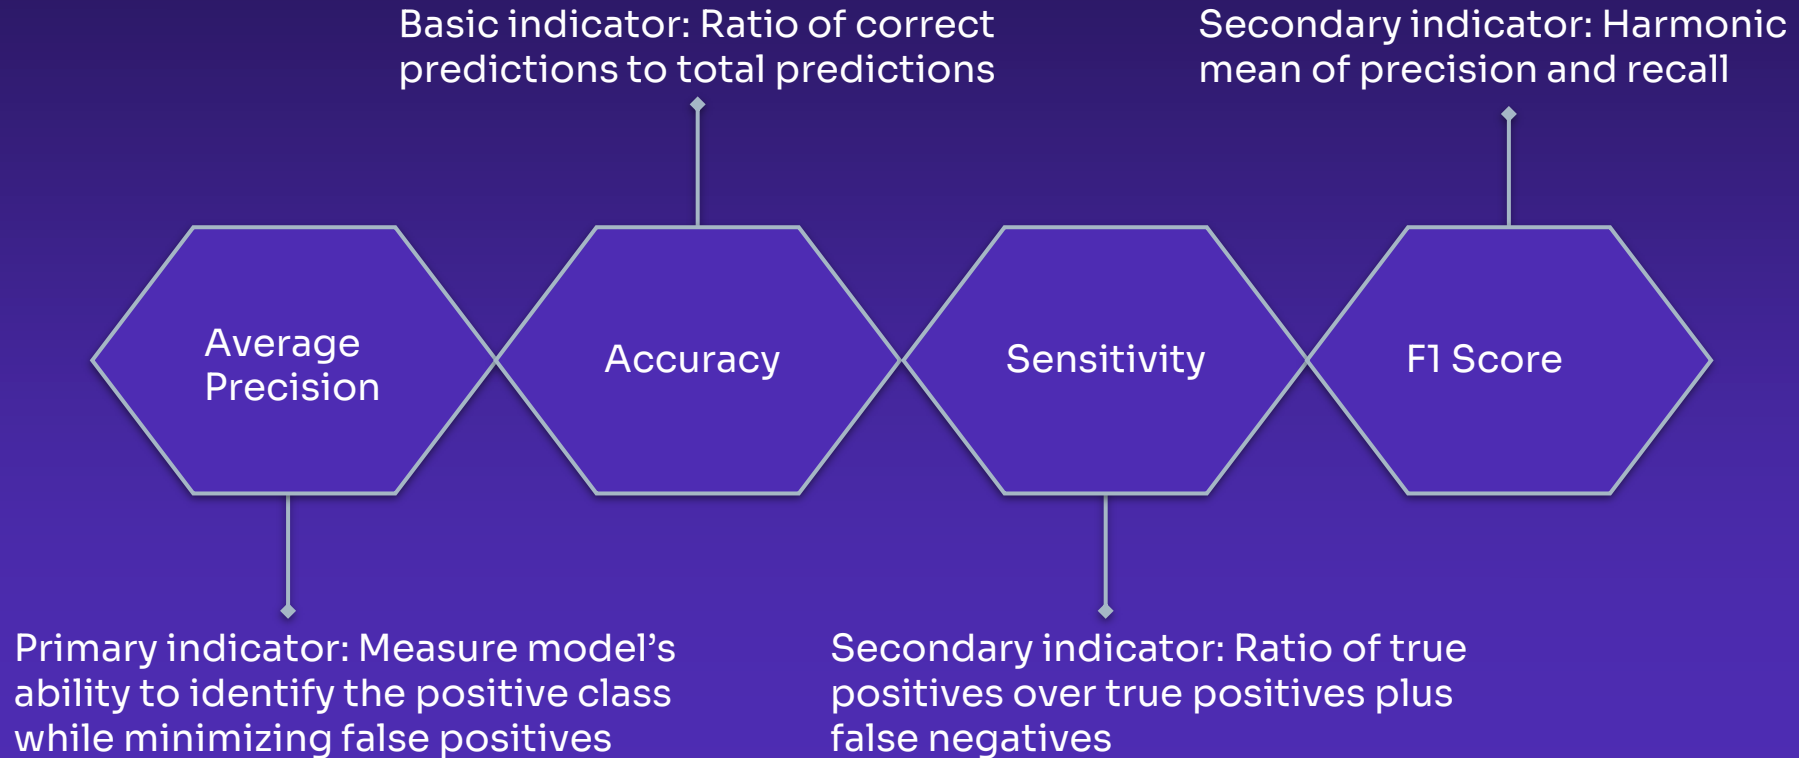 Basic indicator: Ratio of correct
predictions to total predictions
Secondary indicator: Harmonic
mean of precision and recall
Average
Precision
Accuracy
Sensitivity
F1 Score
Primary indicator: Measure model’s
ability to identify the positive class
while minimizing false positives
Secondary indicator: Ratio of true
positives over true positives plus
false negatives